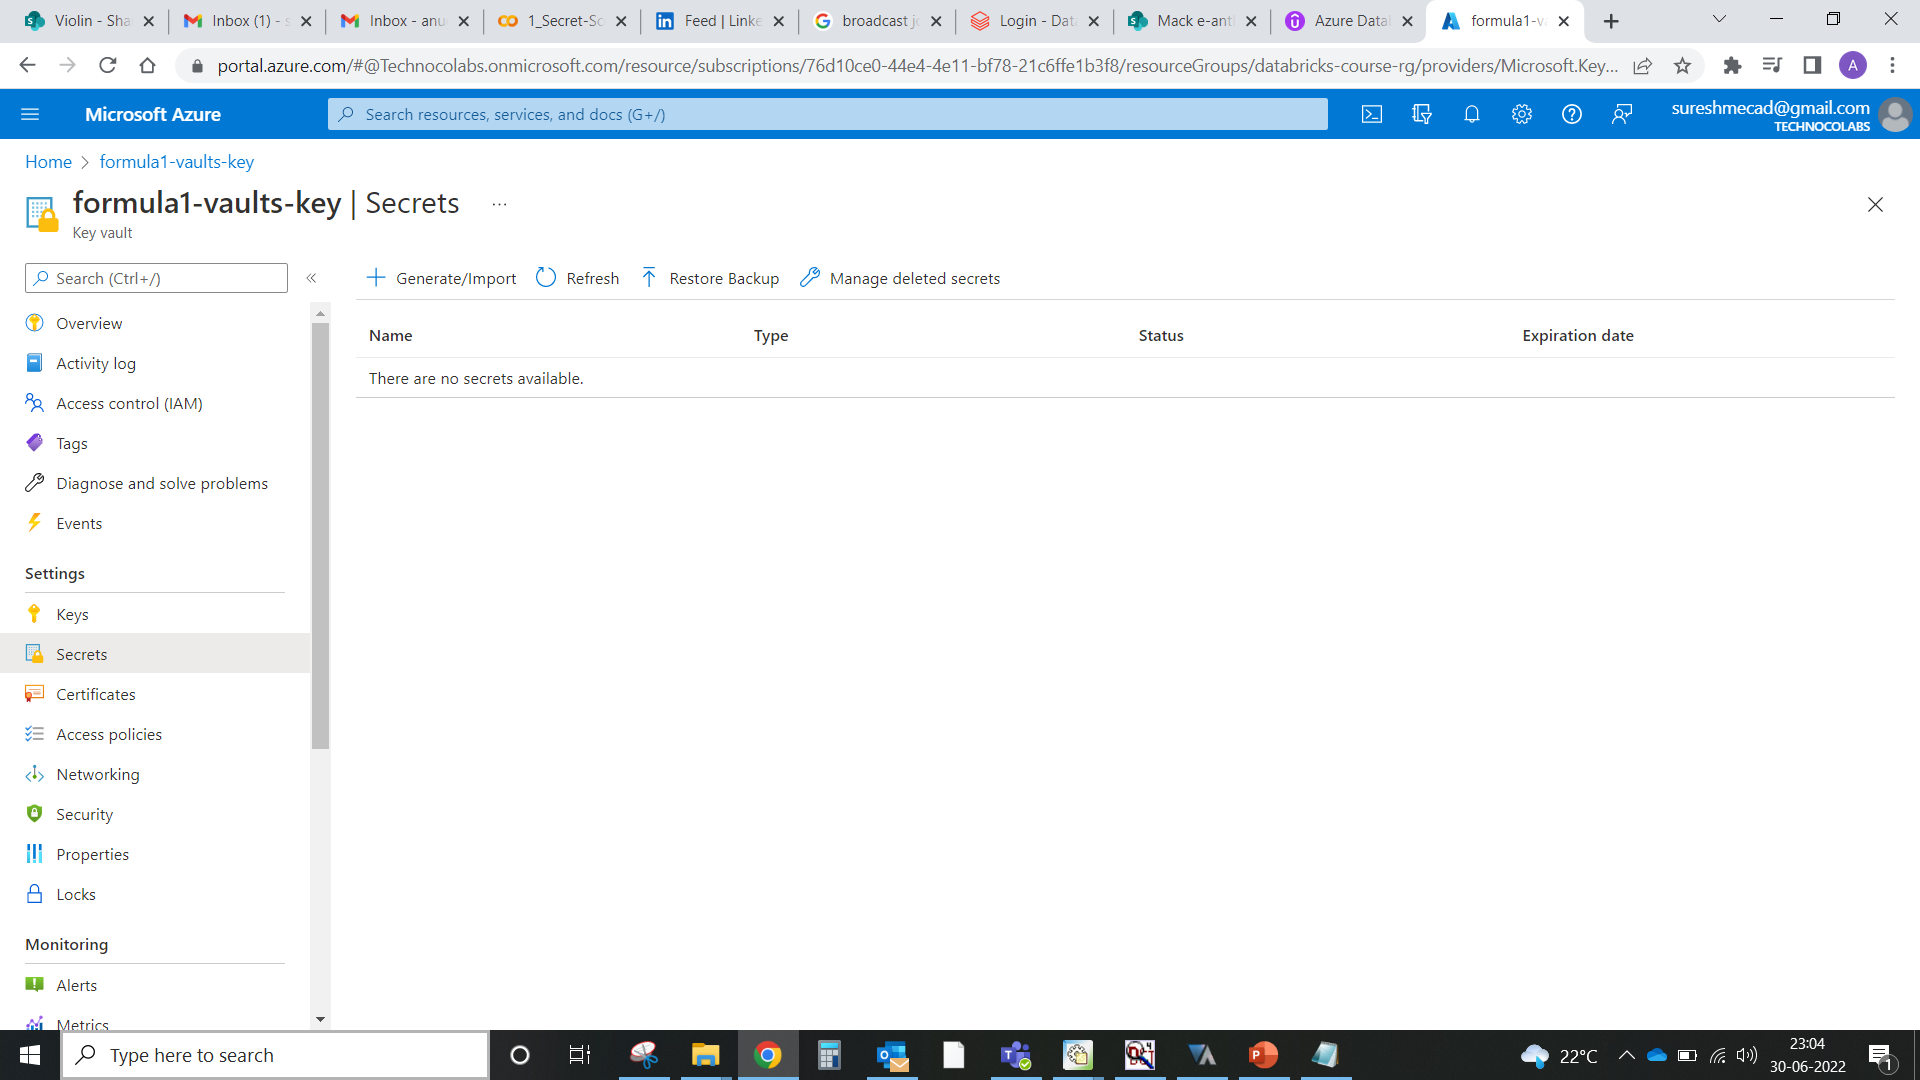 Violin - Sha
Inbox (1) - s
Inbox - anu
1_Secret-Sc
Feed | Linke
broadcast jo
Login - Data
Mack e-anth
Azure Datab
formula1-va
portal.azure.com/#@Technocolabs.onmicrosoft.com/resource/subscriptions/76d10ce0-44e4-4e11-bf78-21c6ffe1b3f8/resourceGroups/databricks-course-rg/providers/Microsoft.Key...
A
Microsoft Azure
Search resources, services, and docs (G+/)
sureshmecad@gmail.com
TECHNOCOLABS
Home > formula1-vaults-key
formula1-vaults-key | Secrets ...
Key vault
Search (Ctrl+/)
«
Generate/Import
Refresh
Restore Backup
Manage deleted secrets
Overview
Activity log
Access control (IAM)
Tags
Diagnose and solve problems
Events
Settings
Keys
Secrets
Certificates
Access policies
Networking
Security
Properties
Locks
Monitoring
Alerts
Metrics
Name Type Status Expiration date
There are no secrets available.
Type here to search
22°C
23:04
30-06-2022
1